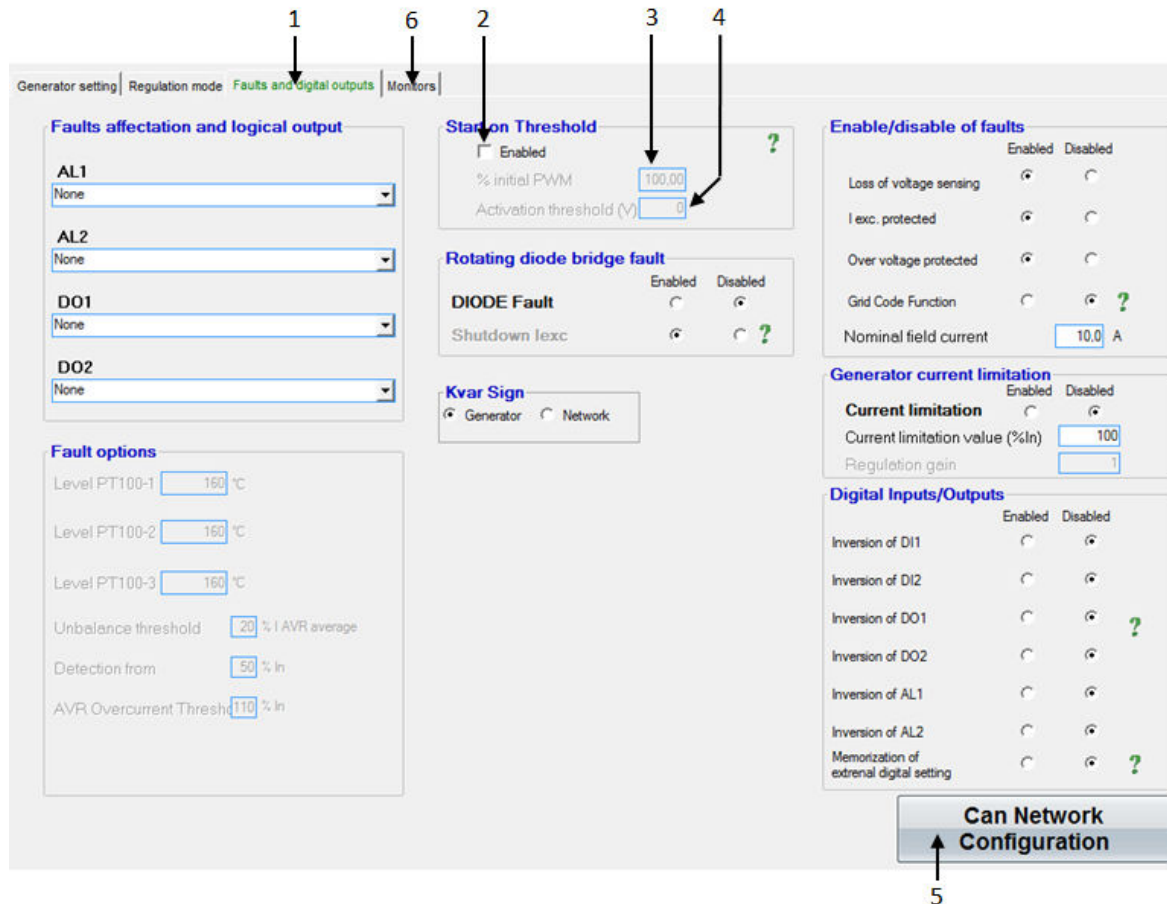 1
6
2
3
4
Generator setting
Regulation mode
Faults and digital outputs
Monitors
Faults affectation and logical output
AL1
None
AL2
None
DO1
None
DO2
None
Fault options
Level PT100-1 160 °C
Level PT100-2 160 °C
Level PT100-3 160 °C
Unbalance threshold 20 % I AVR average
Detection from 50 % In
AVR Overcurrent Thresho 110 % In
Start on Threshold
?
Enabled
% initial PWM 100,00
Activation threshold (V) 0
Rotating diode bridge fault
Enabled Disabled
DIODE Fault
Shutdown Iexc ?
Kvar Sign
Generator Network
Enable/disable of faults
Enabled Disabled
Loss of voltage sensing
I exc. protected
Over voltage protected
Grid Code Function ?
Nominal field current 10,0 A
Generator current limitation
Enabled Disabled
Current limitation
Current limitation value (%In) 100
Regulation gain 1
Digital Inputs/Outputs
Enabled Disabled
Inversion of DI1
Inversion of DI2
Inversion of DO1
?
Inversion of DO2
Inversion of AL1
Inversion of AL2
Memorization of
extrenal digital setting ?
Can Network
Configuration
5